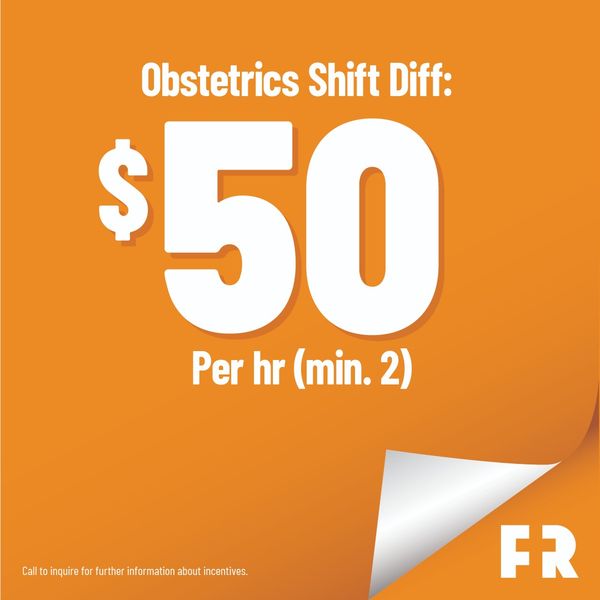 Obstetrics Shift Diff:
$50
Per hr (min. 2)
Call to inquire for further information about incentives.
FR